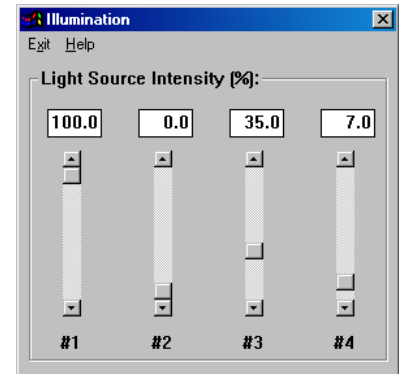 Illumination
Exit Help
Light Source Intensity (%):
100.0 0.0 35.0 7.0
#1 #2 #3 #4